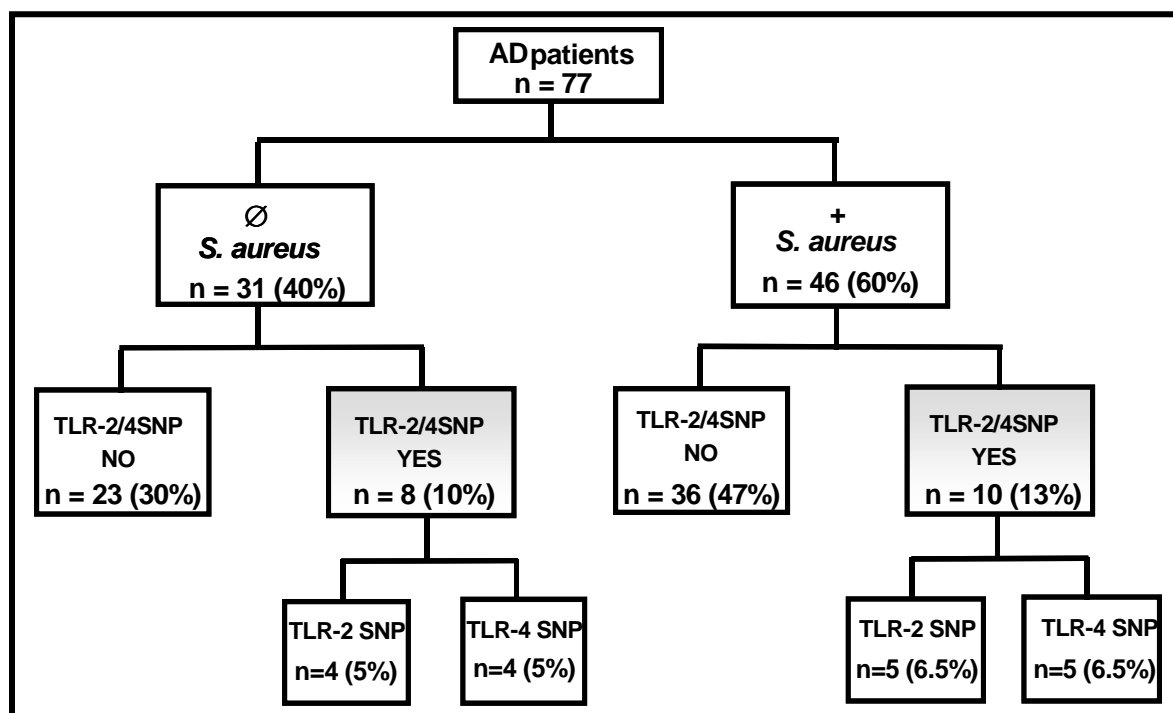 AD patients
n = 77
∅
S. aureus
n = 31 (40%)
+
S. aureus
n = 46 (60%)
TLR-2/4SNP
NO
n = 23 (30%)
TLR-2/4SNP
YES
n = 8 (10%)
TLR-2/4SNP
NO
n = 36 (47%)
TLR-2/4SNP
YES
n = 10 (13%)
TLR-2 SNP
n=4 (5%)
TLR-4 SNP
n=4 (5%)
TLR-2 SNP
n=5 (6.5%)
TLR-4 SNP
n=5 (6.5%)